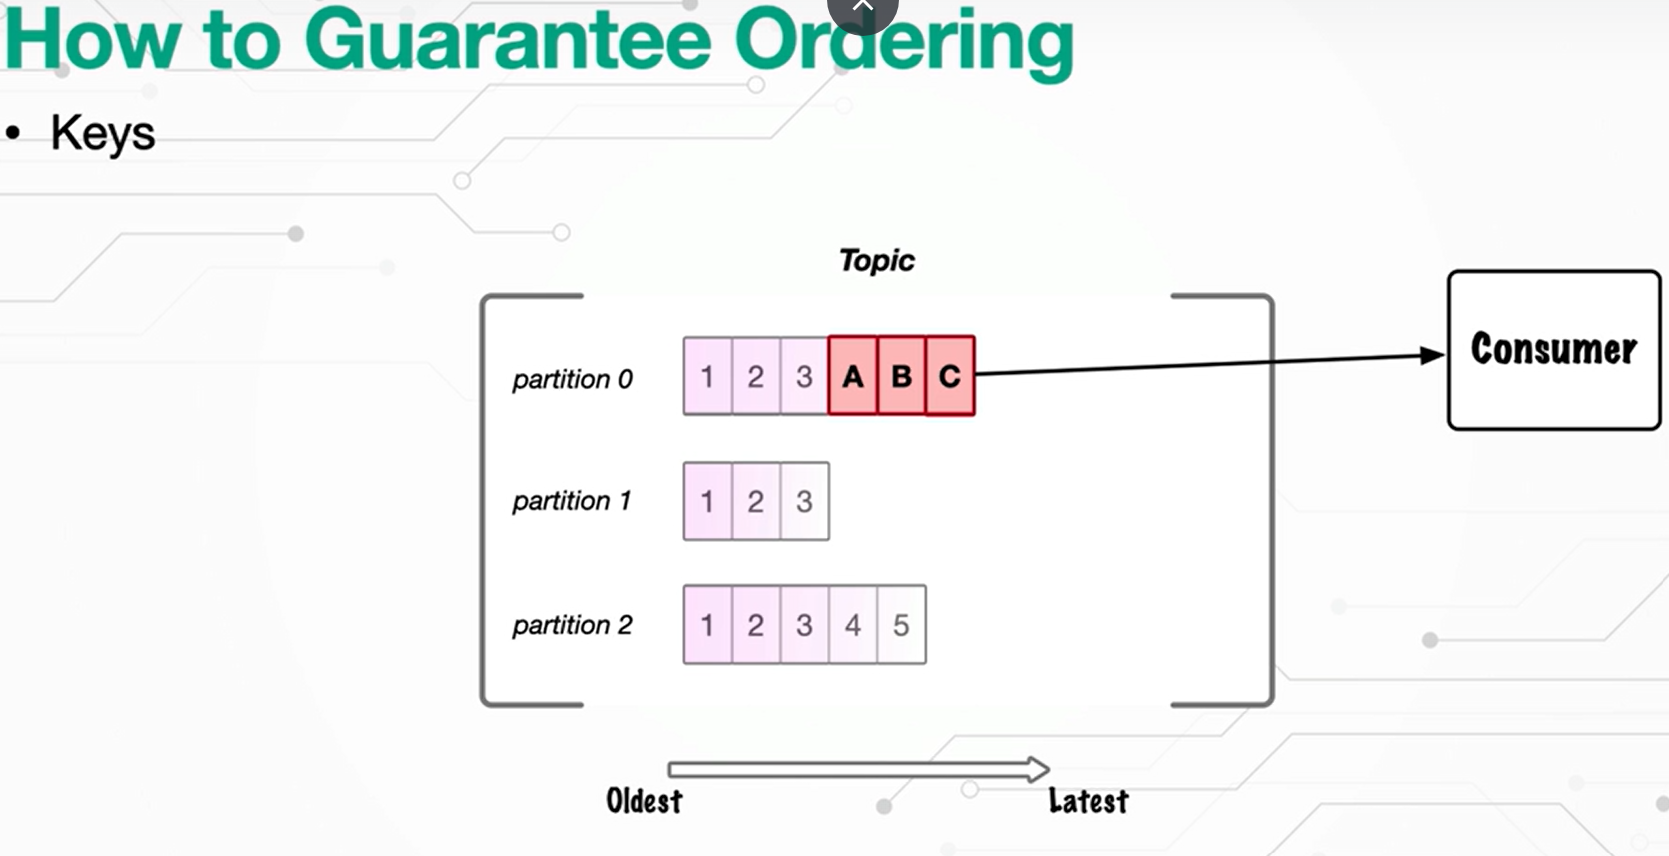 How to Guarantee Ordering
• Keys
Topic
partition 0 1 2 3 A B C
Consumer
partition 1 1 2 3
partition 2 1 2 3 4 5
Oldest Latest